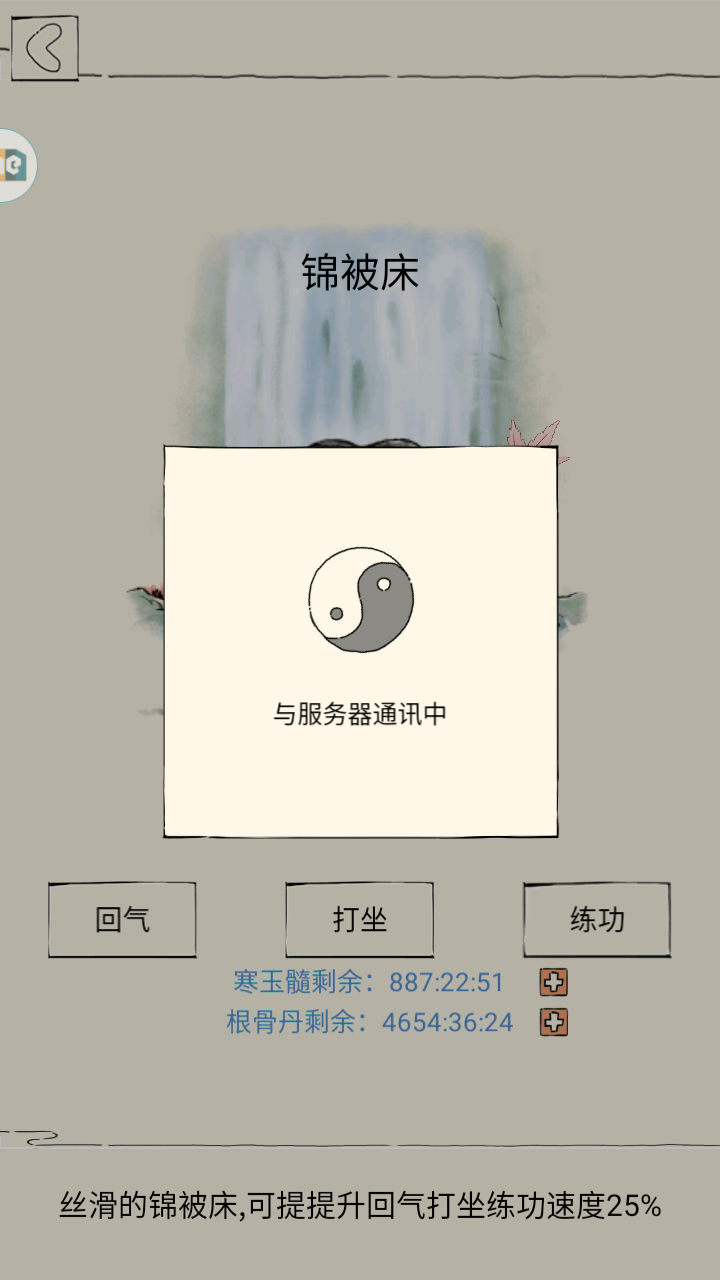 锦被床
与服务器通讯中
回气
打坐
练功
寒玉髓剩余：887:22:51
根骨丹剩余：4654:36:24
丝滑的锦被床,可提提升回气打坐练功速度25%